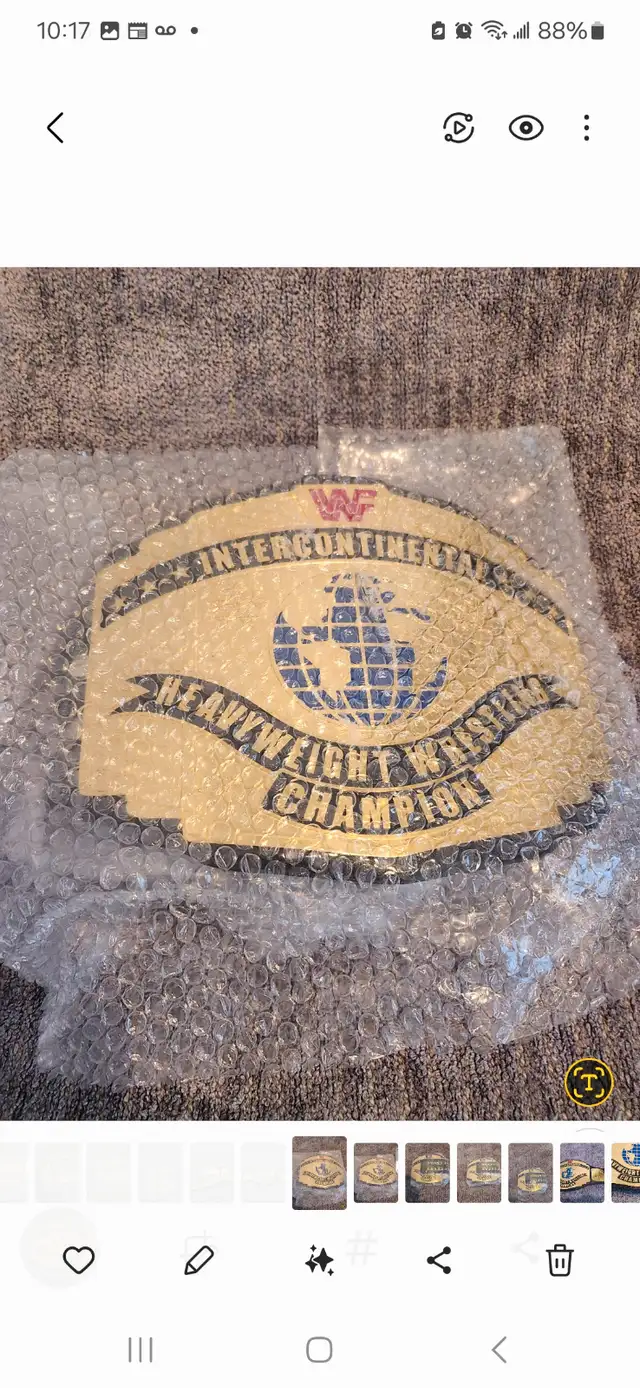 10:17
88%
WF
INTERCONTINENTAL
HEAVYWEIGHT WRESTLING
CHAMPION
T
#